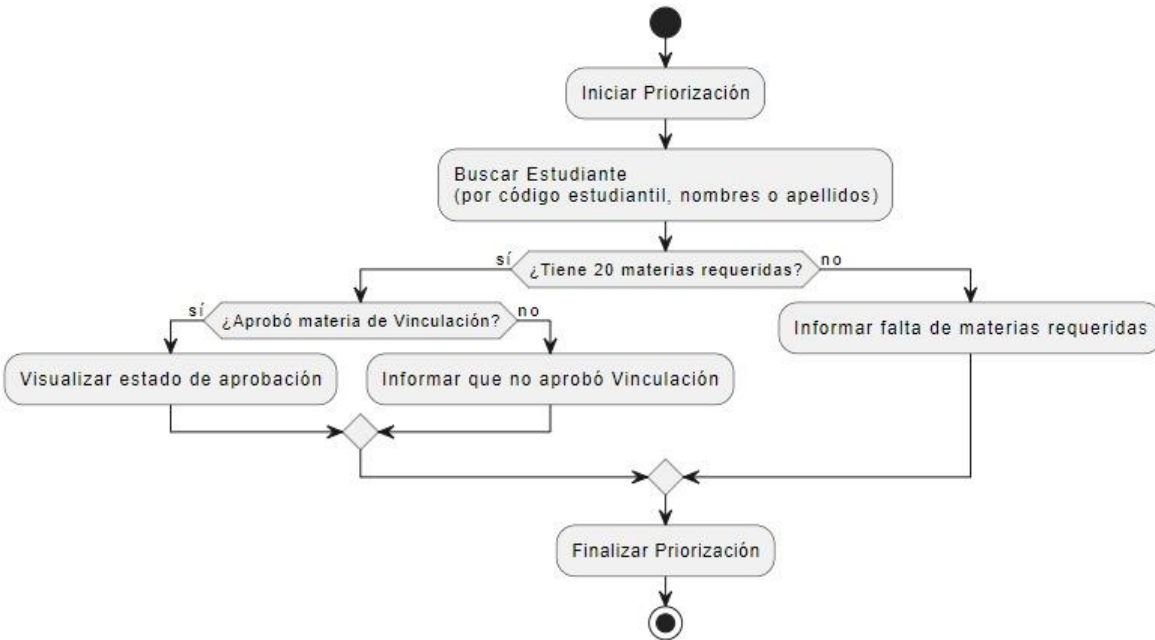 Iniciar Priorización
Buscar Estudiante
(por código estudiantil, nombres o apellidos)
sí
¿Tiene 20 materias requeridas?
no
sí
¿Aprobó materia de Vinculación?
no
Informar falta de materias requeridas
Visualizar estado de aprobación
Informar que no aprobó Vinculación
Finalizar Priorización